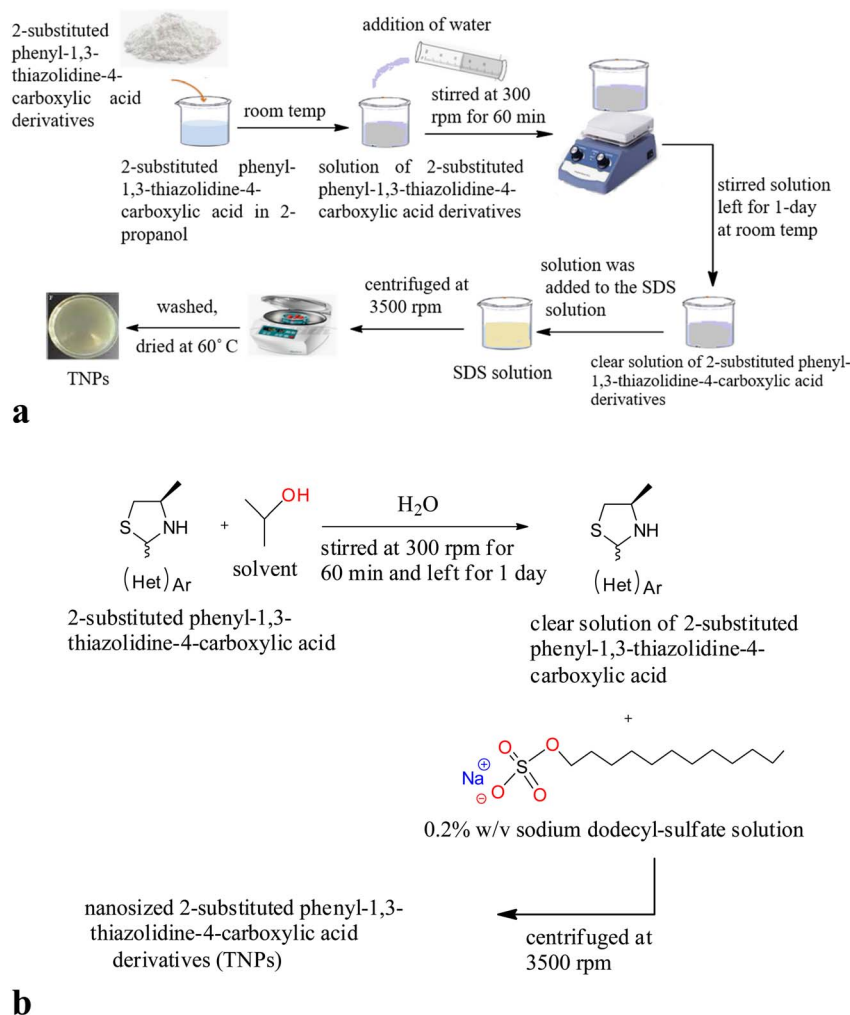 2-substituted
phenyl-1,3-
thiazolidine-4-
carboxylic acid
derivatives
room temp
addition of water
stirred at 300
rpm for 60 min
2-substituted phenyl-
1,3-thiazolidine-4-
carboxylic acid in 2-
propanol
solution of 2-substituted
phenyl-1,3-thiazolidine-4-
carboxylic acid derivatives
stirred solution
left for 1-day
at room temp
solution was
added to the SDS
solution
clear solution of 2-substituted phenyl-
1,3-thiazolidine-4-carboxylic acid
derivatives
SDS solution
centrifuged at
3500 rpm
washed,
dried at 60°C
TNPs
a
S
NH
(Het)Ar
+
OH
solvent
H2O
stirred at 300 rpm for
60 min and left for 1 day
S
NH
(Het)Ar
2-substituted phenyl-1,3-
thiazolidine-4-carboxylic acid
clear solution of 2-substituted
phenyl-1,3-thiazolidine-4-
carboxylic acid
+
O
O
S
Na ⊕
O
⊖
O
0.2% w/v sodium dodecyl-sulfate solution
centrifuged at
3500 rpm
nanosized 2-substituted phenyl-1,3-
thiazolidine-4-carboxylic acid
derivatives (TNPs)
b